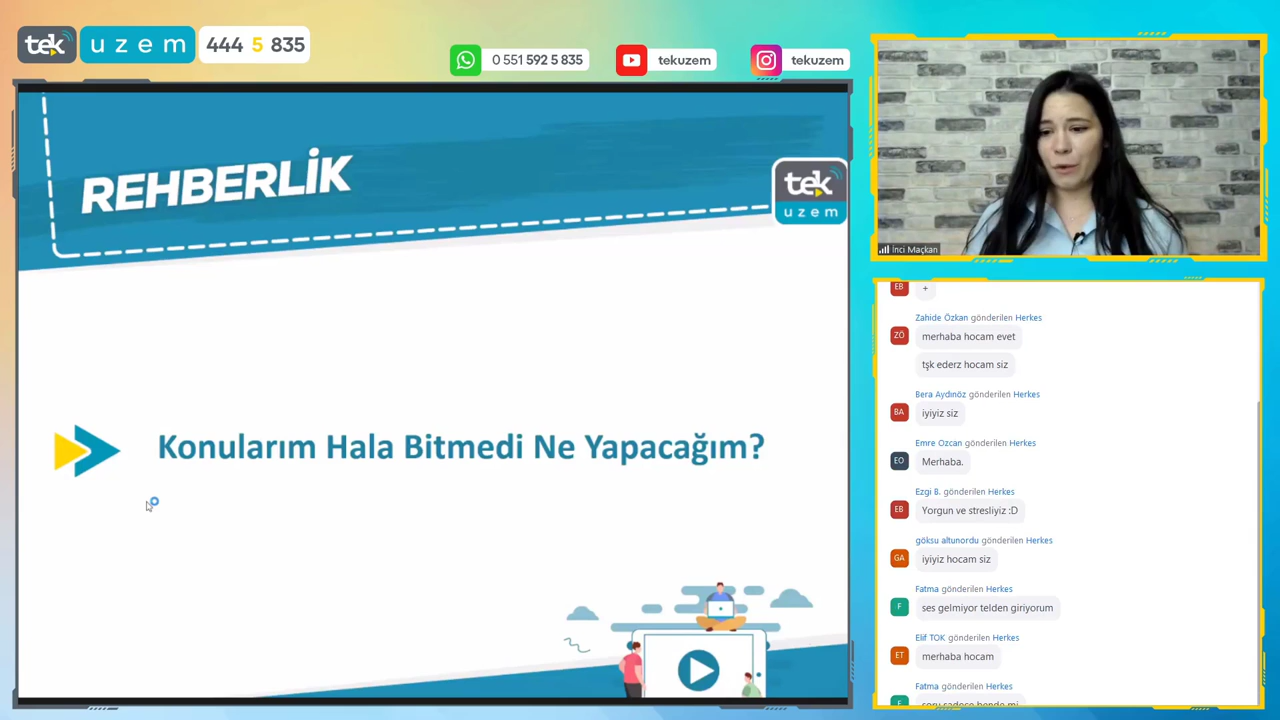 tek uzem 444 5 835
0 551 592 5 835
tekuzem
tekuzem
REHBERLİK
tek
uzem
Konularım Hala Bitmedi Ne Yapacağım?
İnci Maçkan
EB
+
Zahide Özkan gönderilen Herkes
ZÖ
merhaba hocam evet
tşk ederz hocam siz
Bera Aydınöz gönderilen Herkes
BA
iyiyiz siz
Emre Ozcan gönderilen Herkes
EO
Merhaba.
Ezgi B. gönderilen Herkes
EB
Yorgun ve stresliyiz :D
göksu altunordu gönderilen Herkes
GA
iyiyiz hocam siz
Fatma gönderilen Herkes
F
ses gelmiyor telden giriyorum
Elif TOK gönderilen Herkes
ET
merhaba hocam
Fatma gönderilen Herkes
F
soru sadece bende mi